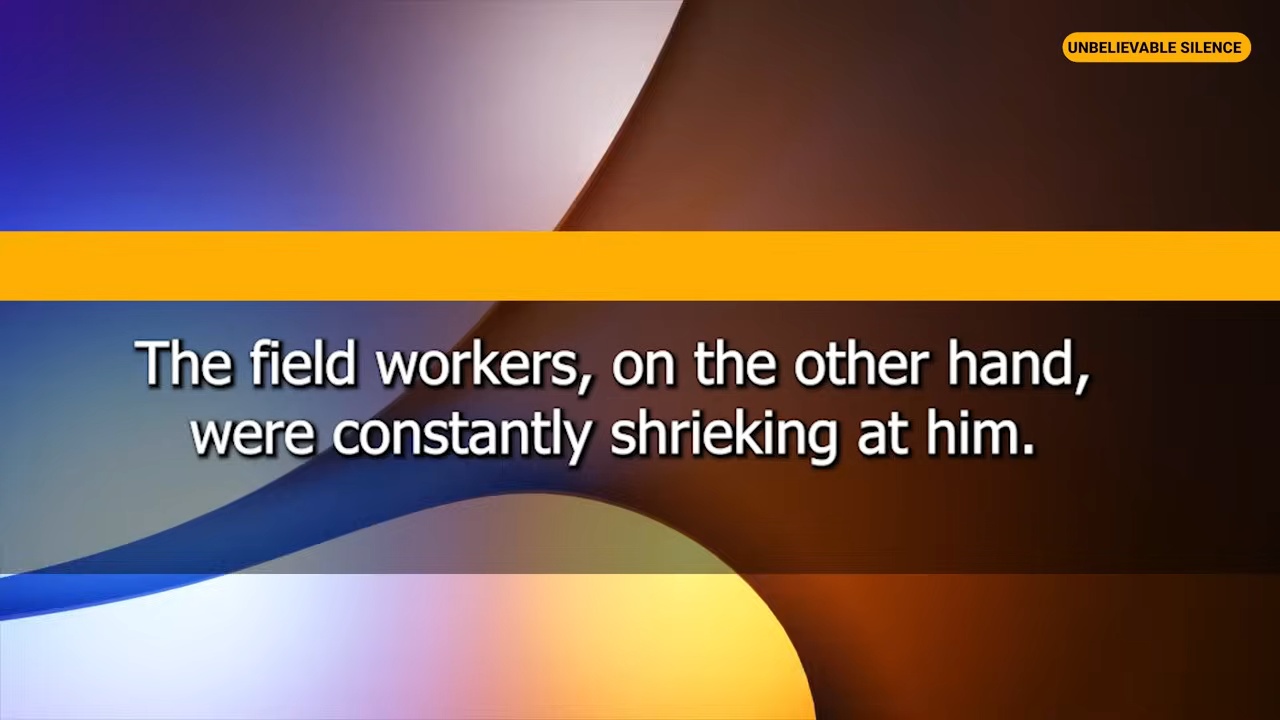 UNBELIEVABLE SILENCE
The field workers, on the other hand,
were constantly shrieking at him.